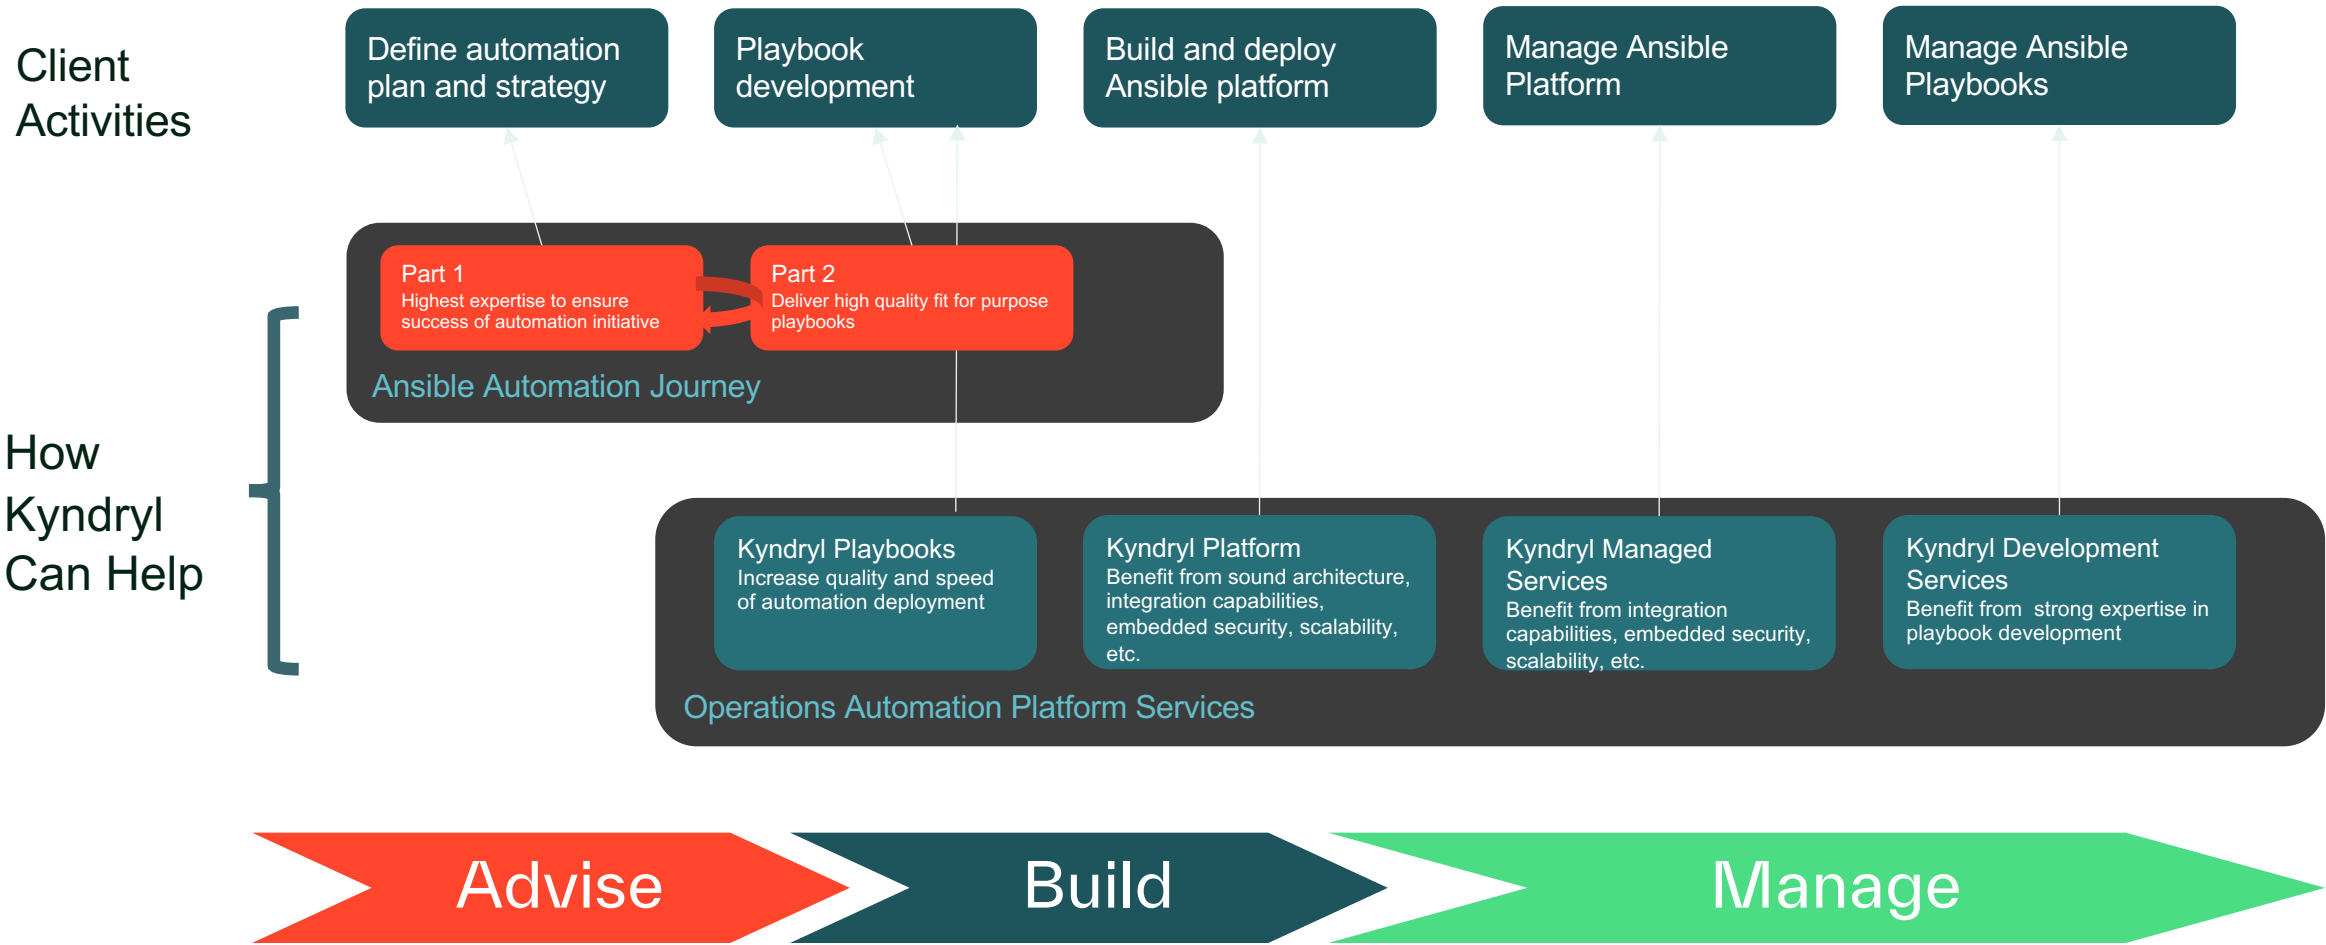 Client
Activities
Define automation
plan and strategy
Playbook
development
Build and deploy
Ansible platform
Manage Ansible
Platform
Manage Ansible
Playbooks
How
Kyndryl
Can Help
Part 1
Highest expertise to ensure
success of automation initiative
Part 2
Deliver high quality fit for purpose
playbooks
Ansible Automation Journey
Kyndryl Playbooks
Increase quality and speed
of automation deployment
Kyndryl Platform
Benefit from sound architecture,
integration capabilities,
embedded security, scalability,
etc.
Kyndryl Managed
Services
Benefit from integration
capabilities, embedded security,
scalability, etc.
Kyndryl Development
Services
Benefit from  strong expertise in
playbook development
Operations Automation Platform Services
Advise
Build
Manage